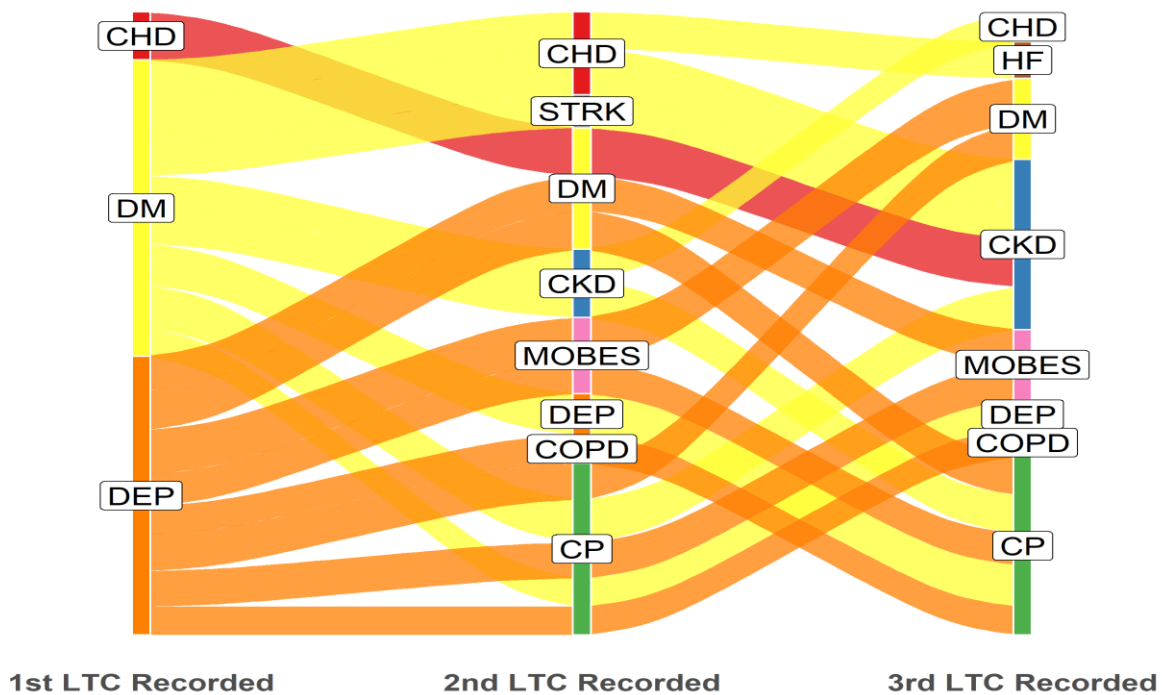 CHD
DM
DEP
CHD
STRK
DM
CKD
MOBES
DEP
COPD
CP
CHD
HF
DM
CKD
MOBES
DEP
COPD
CP
1st LTC Recorded
2nd LTC Recorded
3rd LTC Recorded